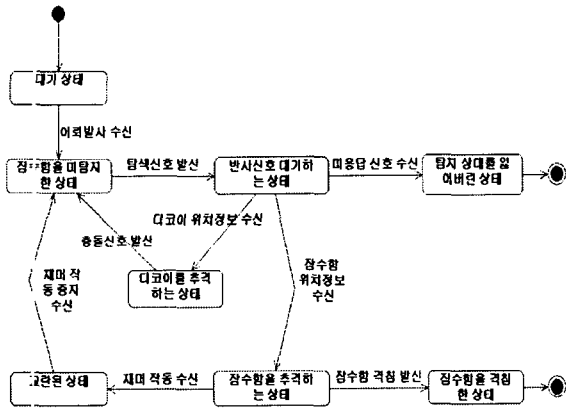 대기 상태
어뢰발사 수신
잠수함을 미탐지
한 상태
탐색신호 발신
반사신호 대기하
는 상태
미응답 신호 수신
탐지 상대를 잃
어버린 상태
디코이 위치정보 수신
충돌신호 발신
디코이를 추격
하는 상태
재머 작
동 중지
수신
잠수함
위치정보
수신
교란된 상태
재머 작동 수신
잠수함을 추격하
는 상태
잠수함 격침 발신
잠수함을 격침
한 상태